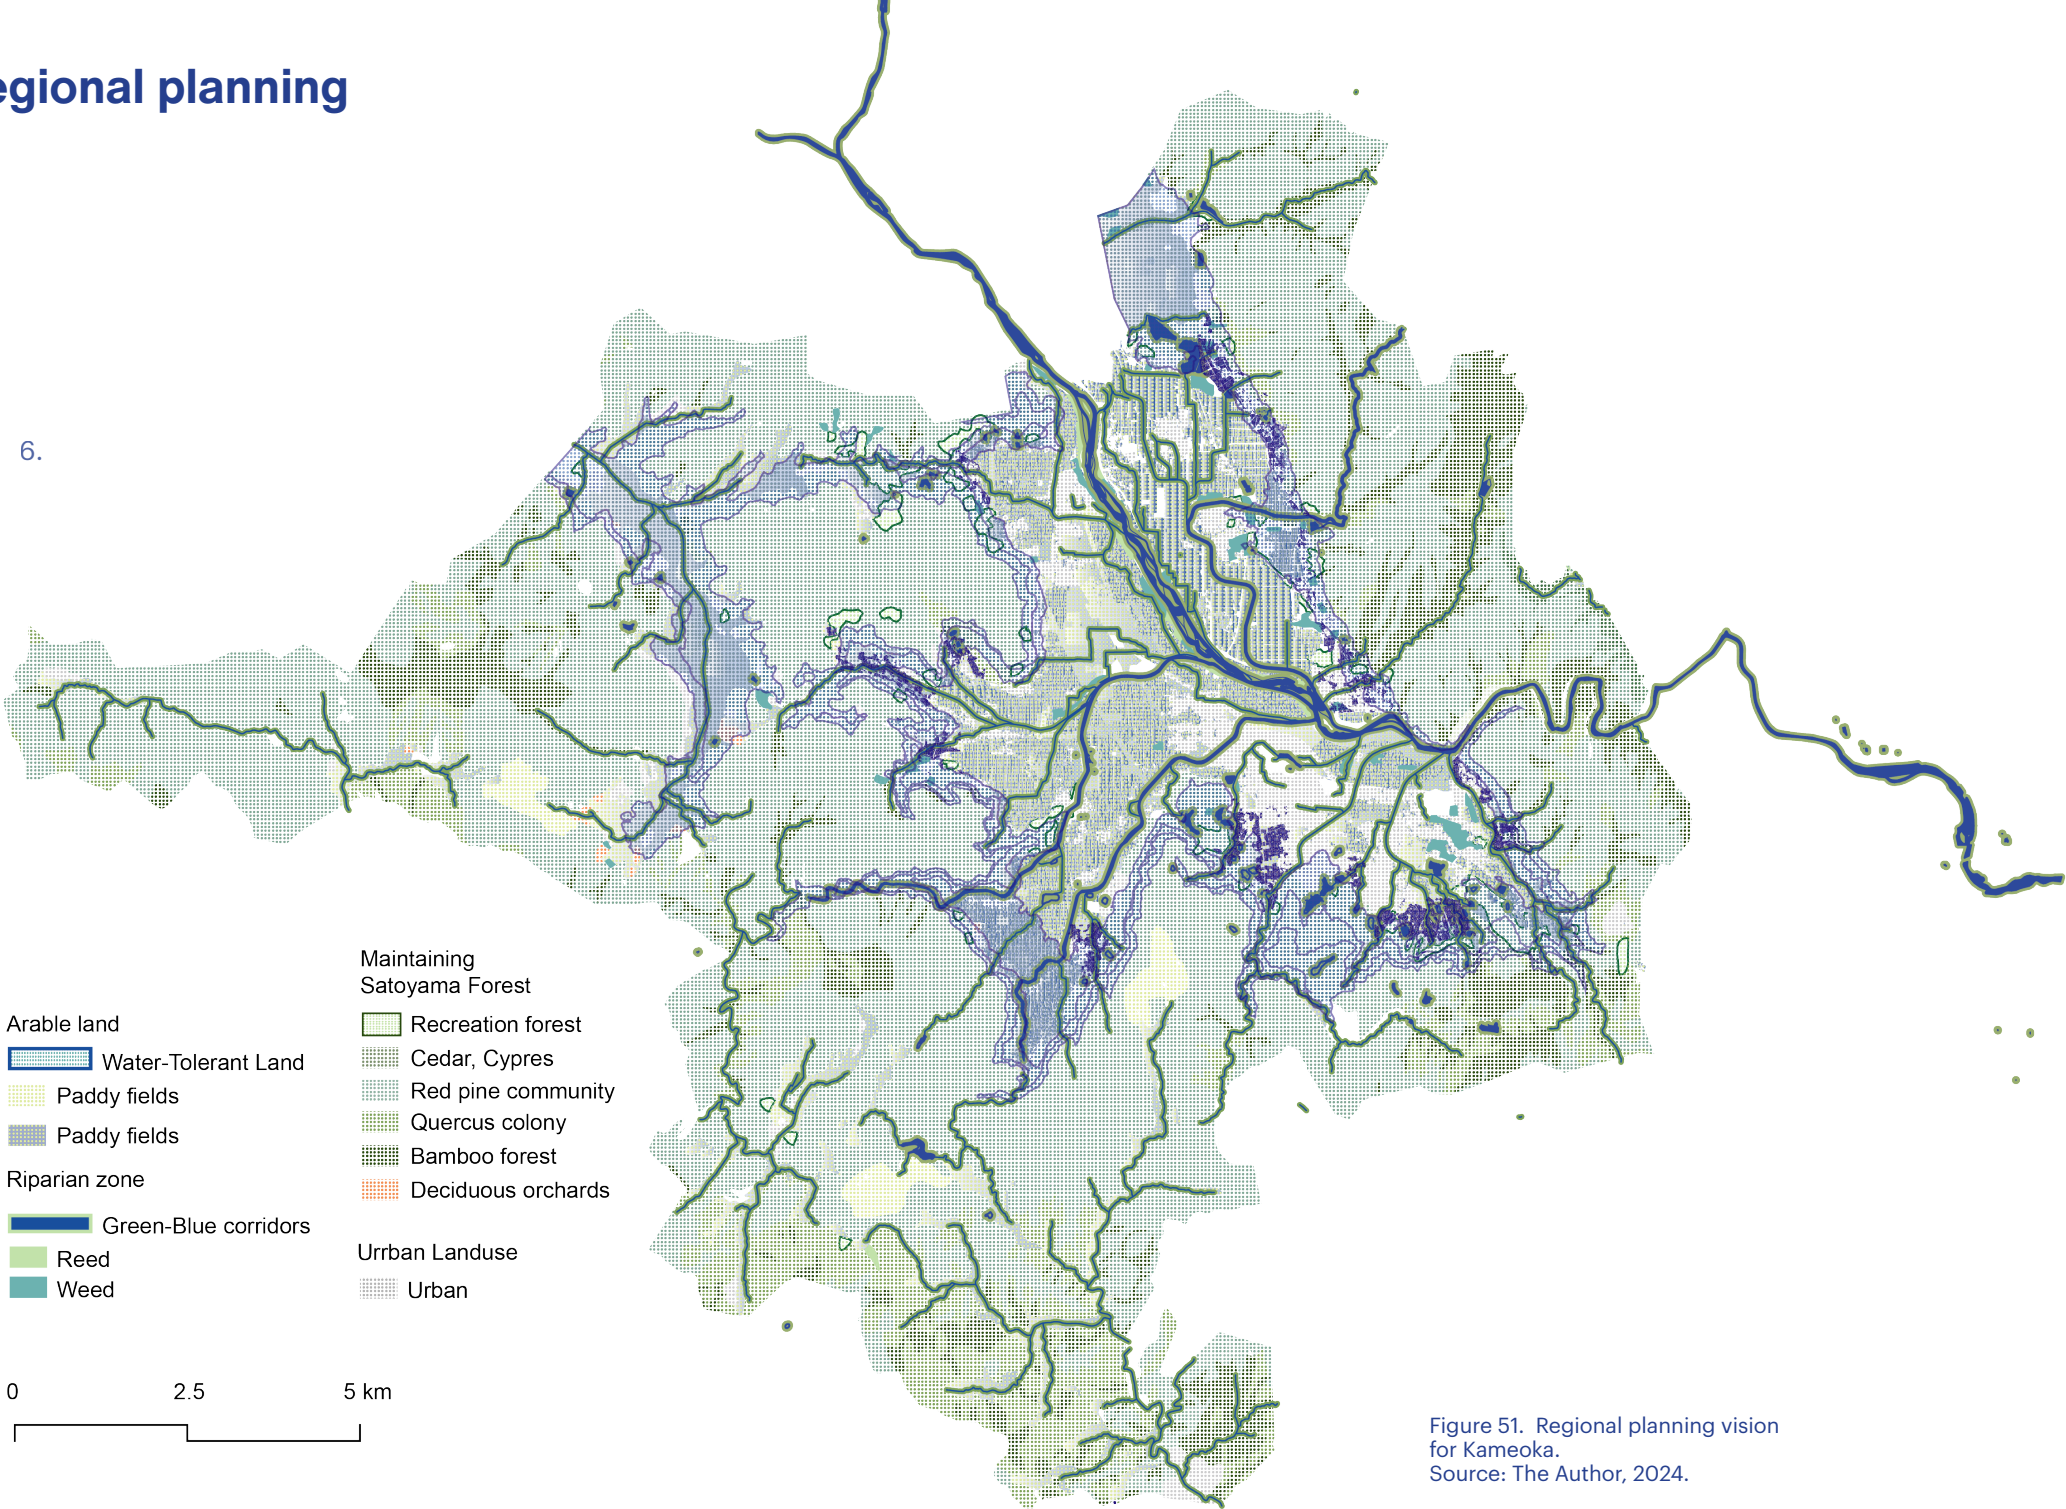 egional planning
6.
Arable land
Water-Tolerant Land
Paddy fields
Paddy fields
Riparian zone
Green-Blue corridors
Reed
Weed
Maintaining
Satoyama Forest
Recreation forest
Cedar, Cypres
Red pine community
Quercus colony
Bamboo forest
Deciduous orchards
Urrban Landuse
Urban
0 2.5 5 km
Figure 51. Regional planning vision
for Kameoka.
Source: The Author, 2024.